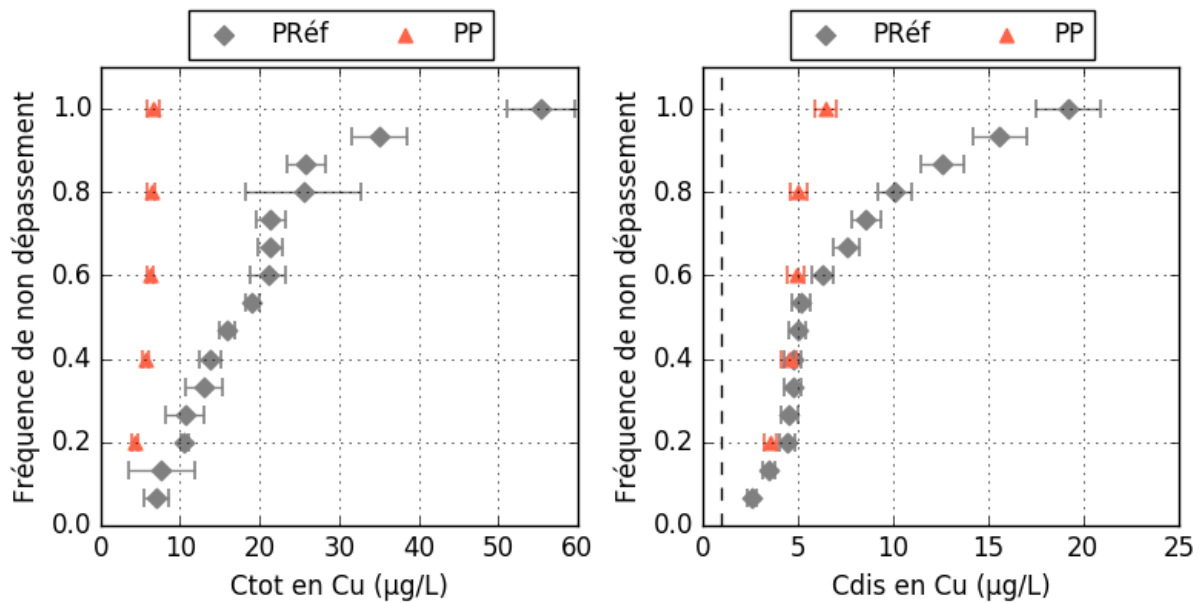 PRéf PP
Fréquence de non dépassement
1.0
0.8
0.6
0.4
0.2
0.0
0 10 20 30 40 50 60
Ctot en Cu (µg/L)
PRéf PP
Fréquence de non dépassement
1.0
0.8
0.6
0.4
0.2
0.0
0 5 10 15 20 25
Cdis en Cu (µg/L)